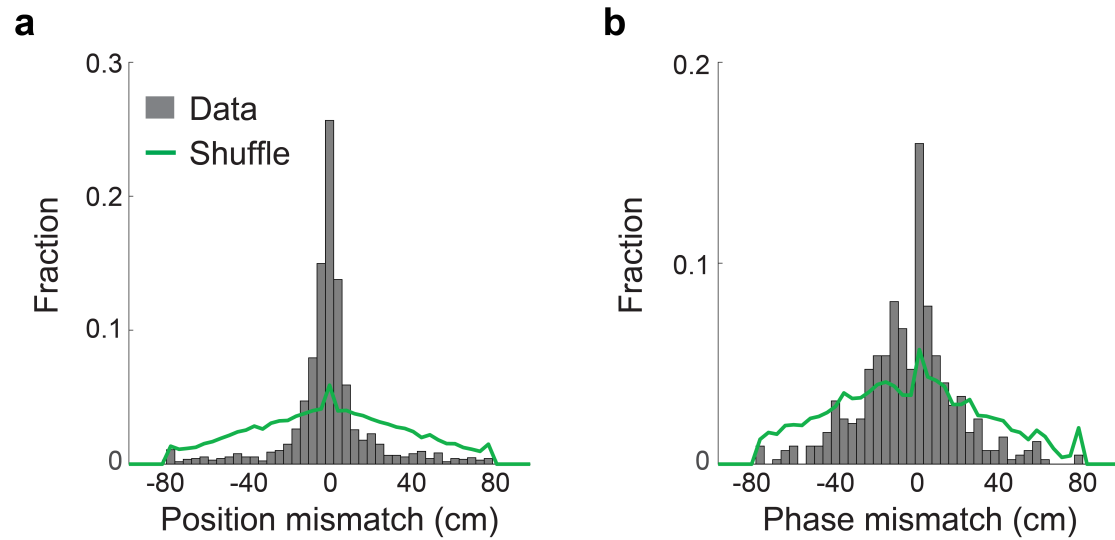 a
0.3
Data
Shuffle
0.2
Fraction
0.1
0
-80 -40 0 40 80
Position mismatch (cm)
b
0.2
Fraction
0.1
0
-80 -40 0 40 80
Phase mismatch (cm)